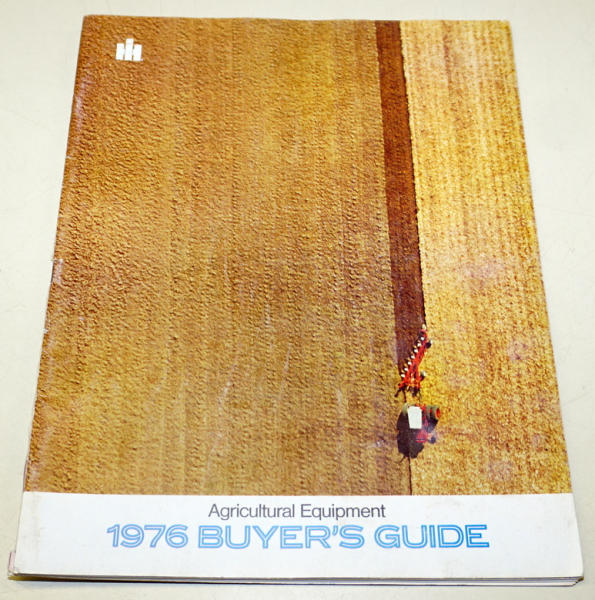 Agricultural Equipment
1976 BUYER'S GUIDE